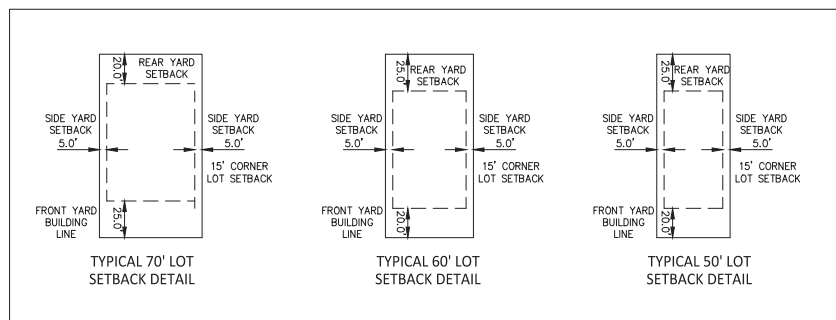 20.0'
REAR YARD
SETBACK
SIDE YARD
SETBACK
5.0'
SIDE YARD
SETBACK
5.0'
15' CORNER
LOT SETBACK
FRONT YARD
BUILDING
LINE
25.0'
TYPICAL 70' LOT
SETBACK DETAIL
25.0'
REAR YARD
SETBACK
SIDE YARD
SETBACK
5.0'
SIDE YARD
SETBACK
5.0'
15' CORNER
LOT SETBACK
FRONT YARD
BUILDING
LINE
20.0'
TYPICAL 60' LOT
SETBACK DETAIL
25.0'
REAR YARD
SETBACK
SIDE YARD
SETBACK
5.0'
SIDE YARD
SETBACK
5.0'
15' CORNER
LOT SETBACK
FRONT YARD
BUILDING
LINE
20.0'
TYPICAL 50' LOT
SETBACK DETAIL